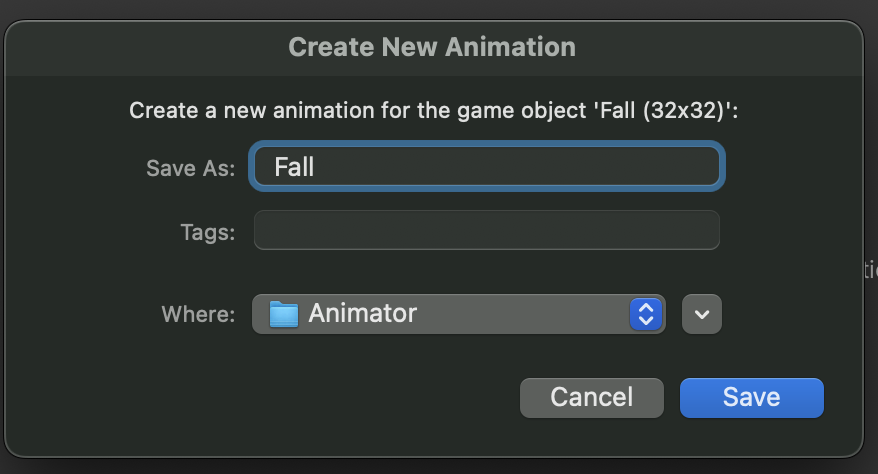 Create New Animation
Create a new animation for the game object 'Fall (32x32)':
Save As: Fall
Tags:
Where: Animator
Cancel Save